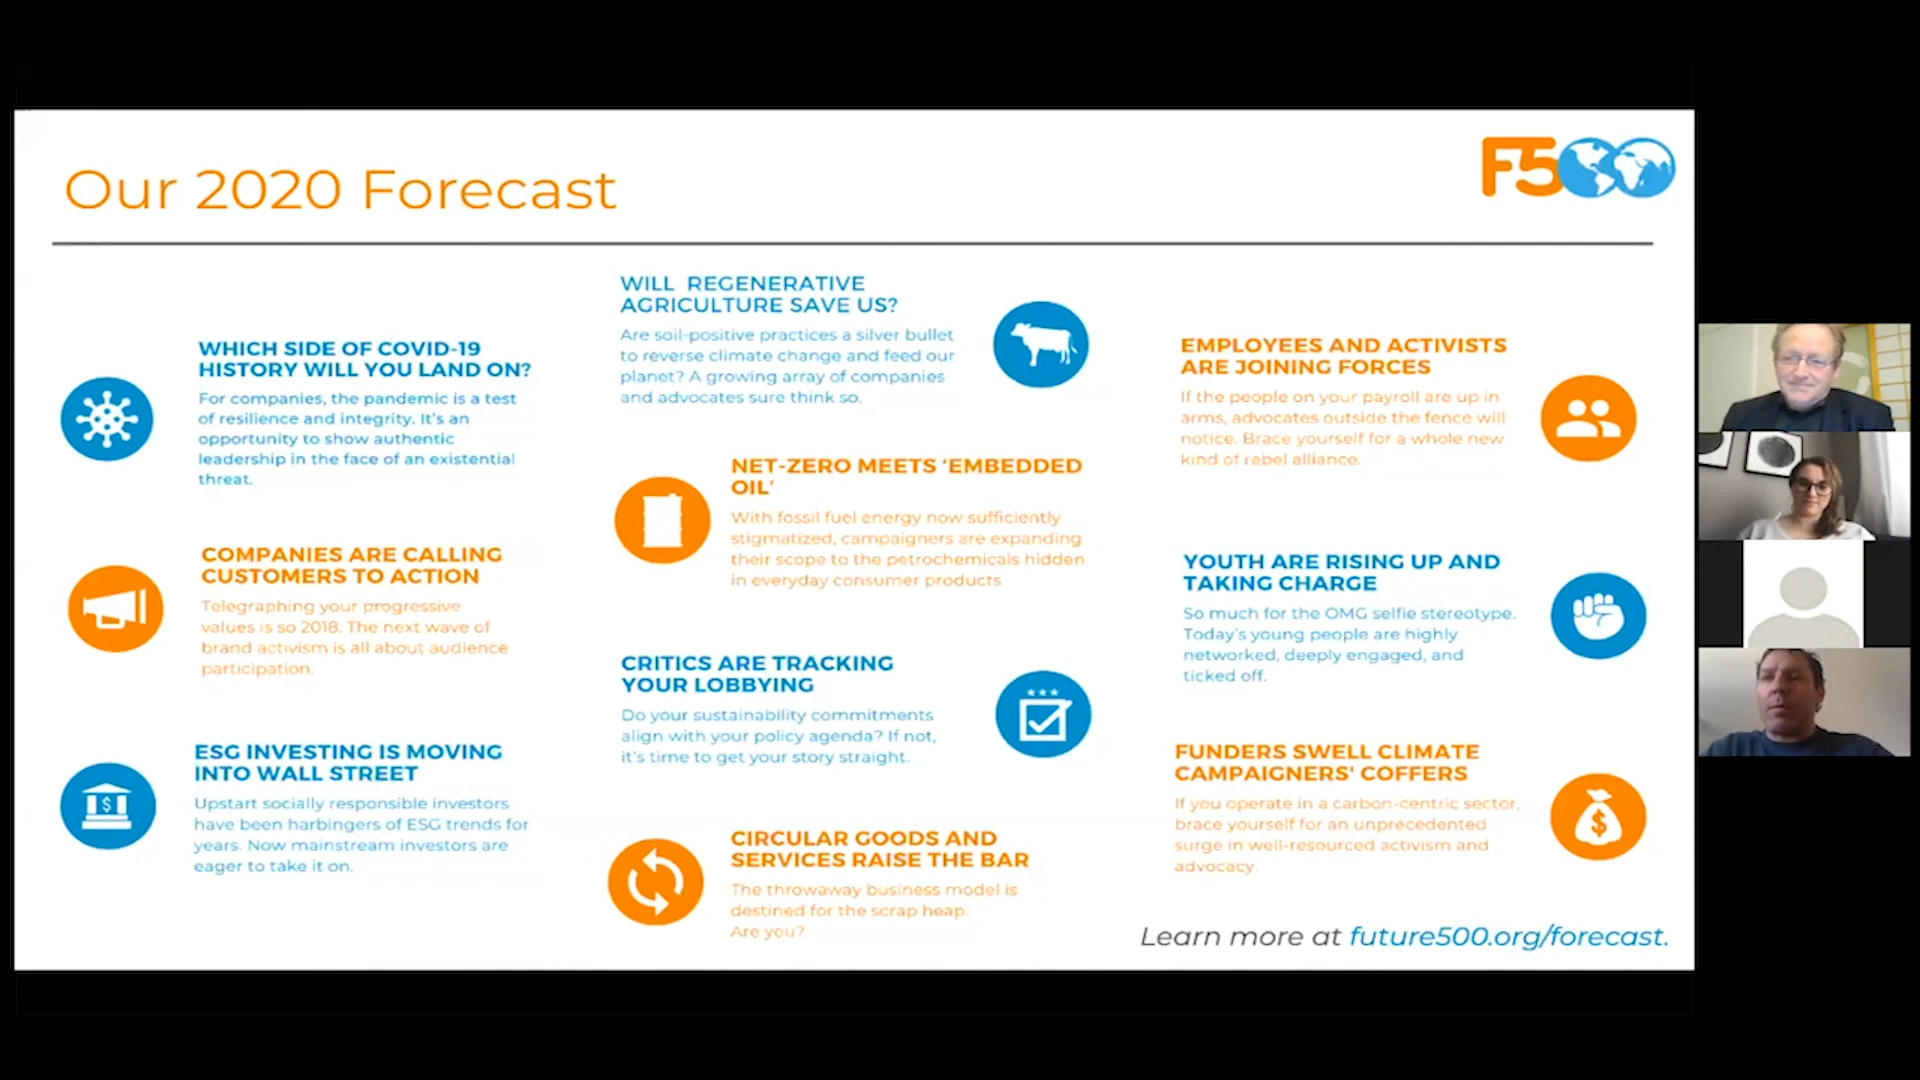 Our 2020 Forecast
F500
WHICH SIDE OF COVID-19
HISTORY WILL YOU LAND ON?
For companies, the pandemic is a test
of resilience and integrity. It's an
opportunity to show authentic
leadership in the face of an existential
threat.
COMPANIES ARE CALLING
CUSTOMERS TO ACTION
Telegraphing your progressive
values is so 2018. The next wave of
brand activism is all about audience
participation.
ESG INVESTING IS MOVING
INTO WALL STREET
Upstart socially responsible investors
have been harbingers of ESG trends for
years. Now mainstream investors are
eager to take it on.
WILL REGENERATIVE
AGRICULTURE SAVE US?
Are soil-positive practices a silver bullet
to reverse climate change and feed our
planet? A growing array of companies
and advocates sure think so.
NET-ZERO MEETS ‘EMBEDDED
OIL’
With fossil fuel energy now sufficiently
stigmatized, campaigners are expanding
their scope to the petrochemicals hidden
in everyday consumer products
CRITICS ARE TRACKING
YOUR LOBBYING
Do your sustainability commitments
align with your policy agenda? If not,
it's time to get your story straight.
CIRCULAR GOODS AND
SERVICES RAISE THE BAR
The throwaway business model is
destined for the scrap heap.
Are you?
EMPLOYEES AND ACTIVISTS
ARE JOINING FORCES
If the people on your payroll are up in
arms, advocates outside the fence will
notice. Brace yourself for a whole new
kind of rebel alliance.
YOUTH ARE RISING UP AND
TAKING CHARGE
So much for the OMG selfie stereotype.
Today's young people are highly
networked, deeply engaged, and
ticked off.
FUNDERS SWELL CLIMATE
CAMPAIGNERS' COFFERS
If you operate in a carbon-centric sector,
brace yourself for an unprecedented
surge in well-resourced activism and
advocacy.
Learn more at future500.org/forecast.